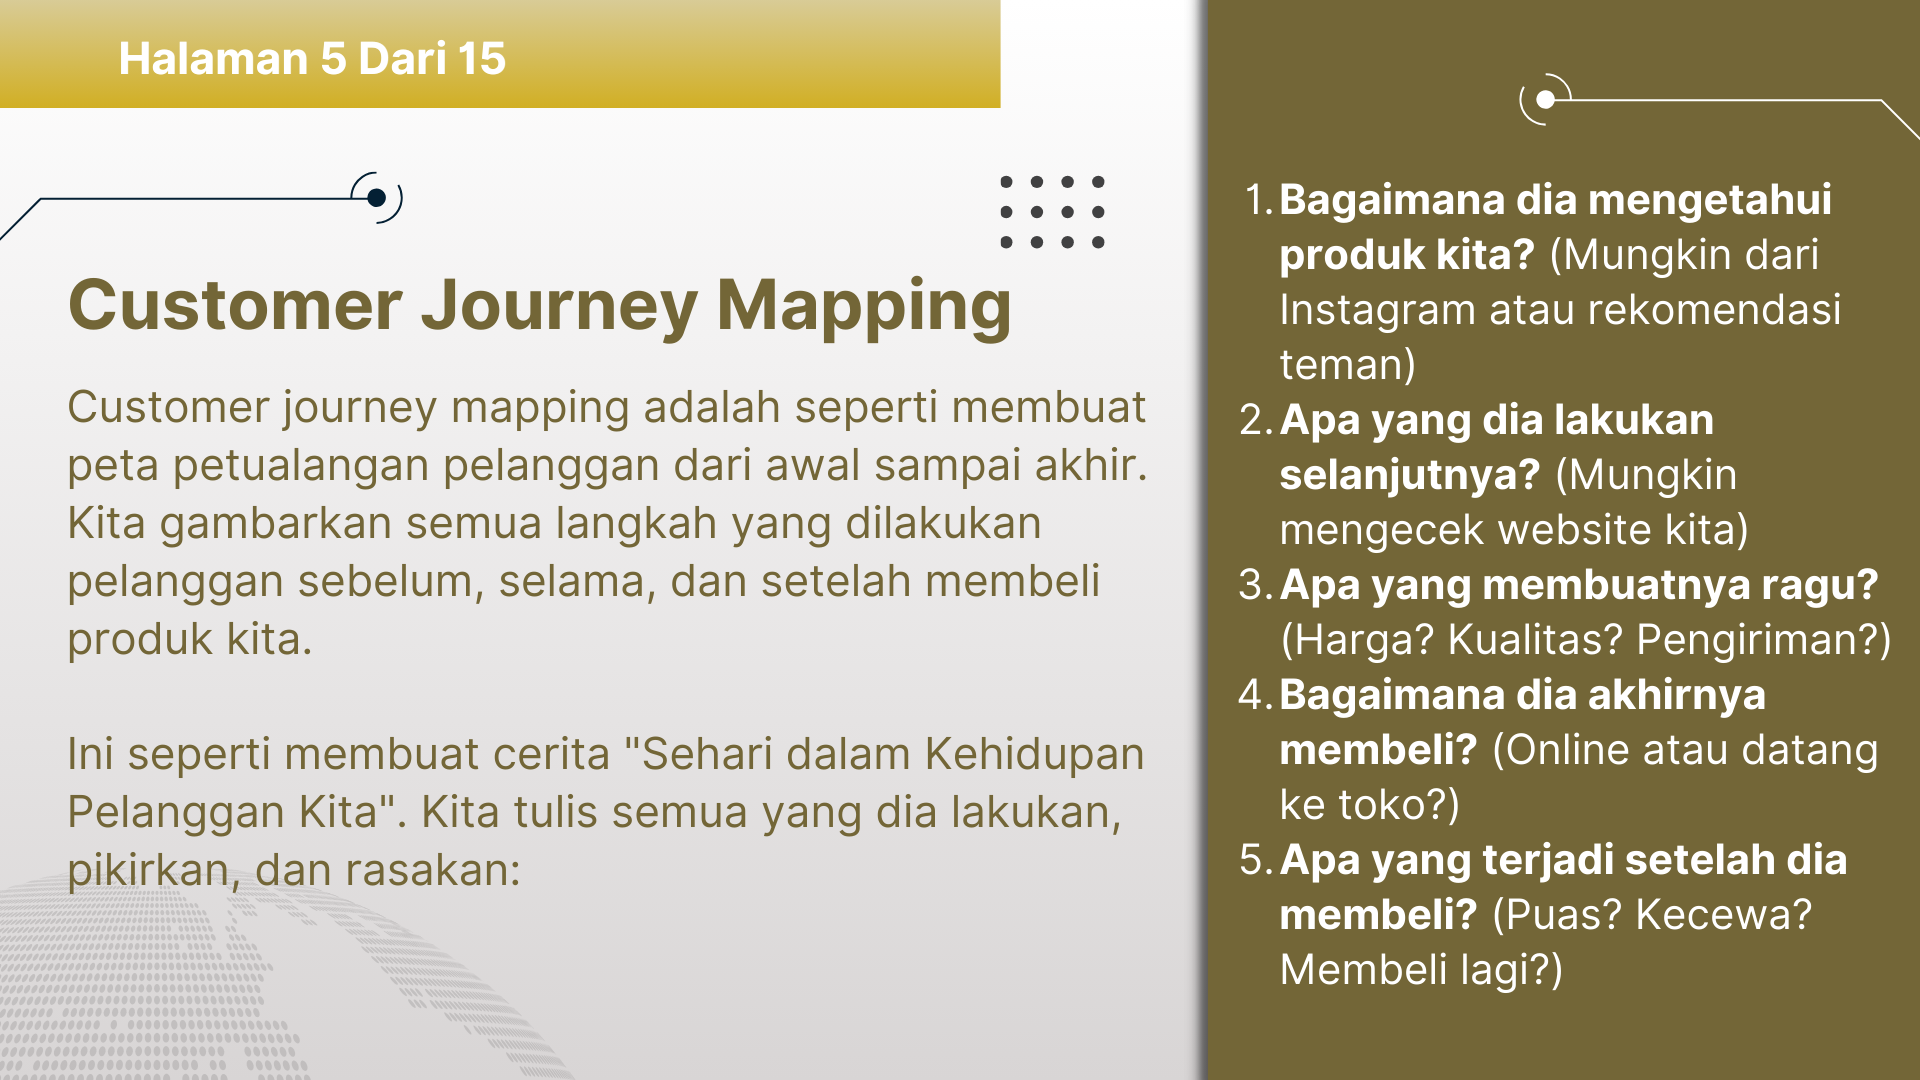 Halaman 5 Dari 15
Customer Journey Mapping
Customer journey mapping adalah seperti membuat
peta petualangan pelanggan dari awal sampai akhir.
Kita gambarkan semua langkah yang dilakukan
pelanggan sebelum, selama, dan setelah membeli
produk kita.
Ini seperti membuat cerita "Sehari dalam Kehidupan
Pelanggan Kita". Kita tulis semua yang dia lakukan,
pikirkan, dan rasakan:
1. Bagaimana dia mengetahui
produk kita? (Mungkin dari
Instagram atau rekomendasi
teman)
2. Apa yang dia lakukan
selanjutnya? (Mungkin
mengecek website kita)
3. Apa yang membuatnya ragu?
(Harga? Kualitas? Pengiriman?)
4. Bagaimana dia akhirnya
membeli? (Online atau datang
ke toko?)
5. Apa yang terjadi setelah dia
membeli? (Puas? Kecewa?
Membeli lagi?)